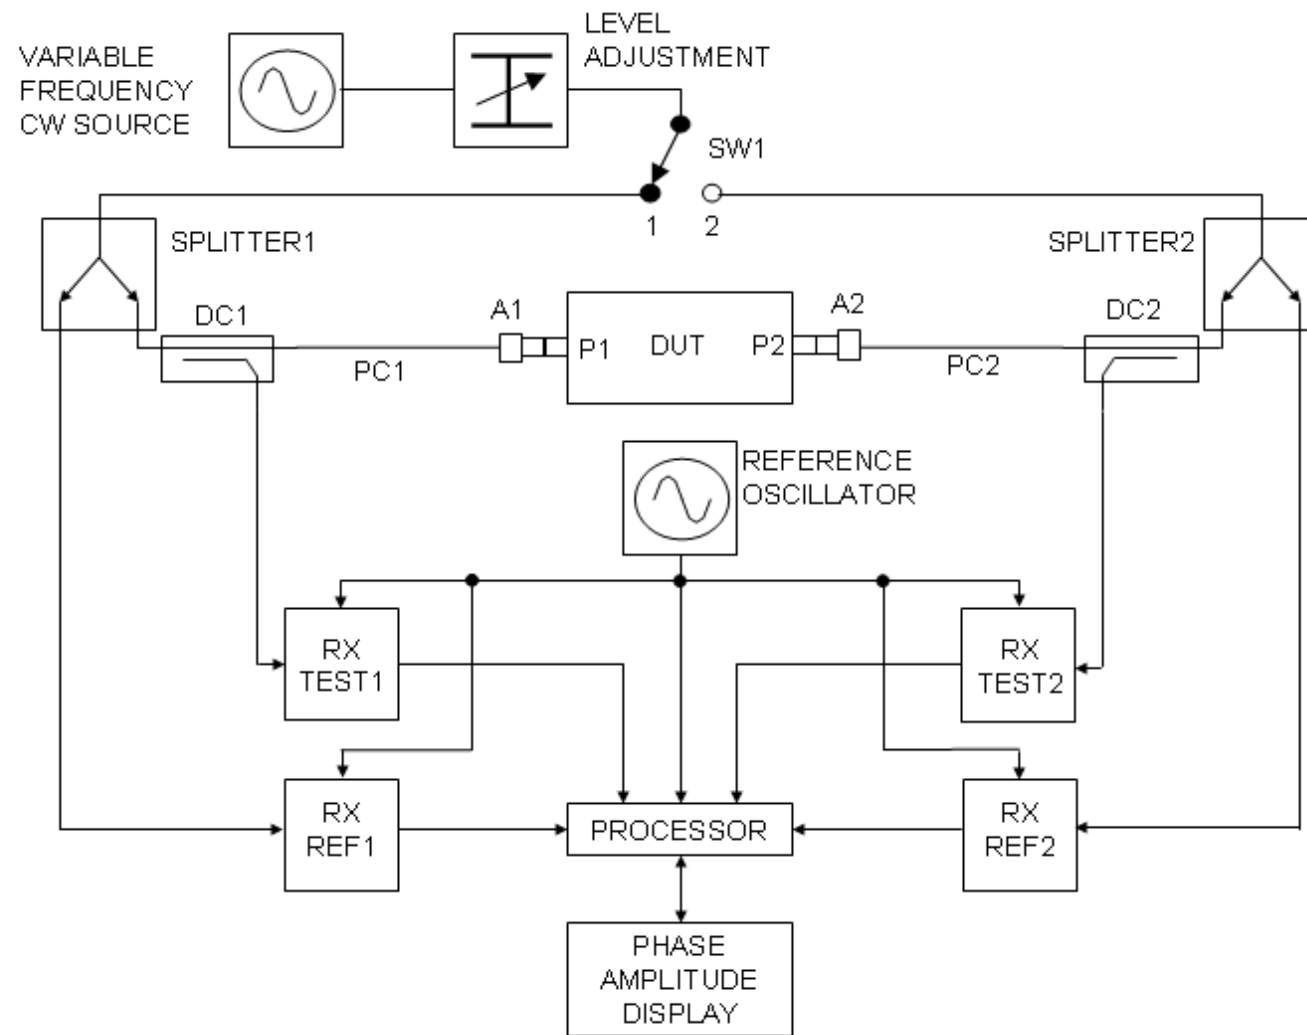 LEVEL
ADJUSTMENT
VARIABLE
FREQUENCY
CW SOURCE
SW1
1
2
SPLITTER1
SPLITTER2
DC1
A1
A2
DC2
P1
DUT
P2
PC1
PC2
REFERENCE
OSCILLATOR
RX
TEST1
RX
TEST2
RX
REF1
PROCESSOR
RX
REF2
PHASE
AMPLITUDE
DISPLAY